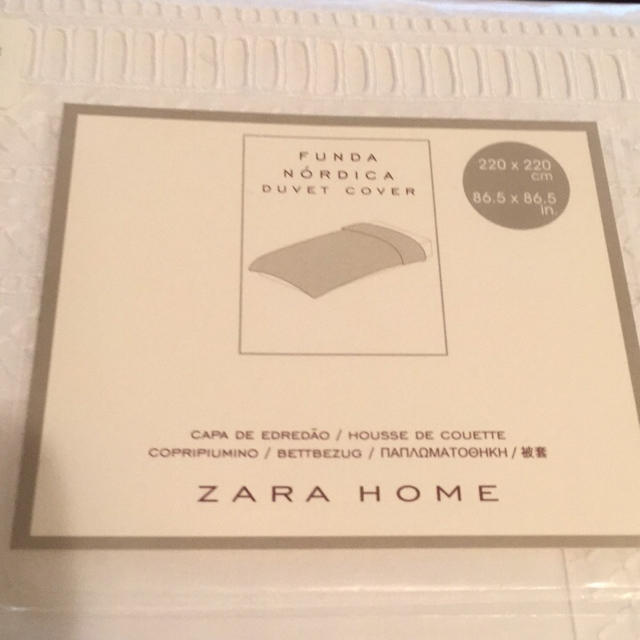 FUNDA
NÓRDICA
DUVET COVER
220 x 220
cm
86.5 x 86.5
in.
CAPA DE EDREDÃO / HOUSSE DE COUETTE
COPRIPIUMINO / BETTBEZUG / ΠΑΠΛΩΜΑΤΟΘΗΚΗ / 被套
ZARA HOME